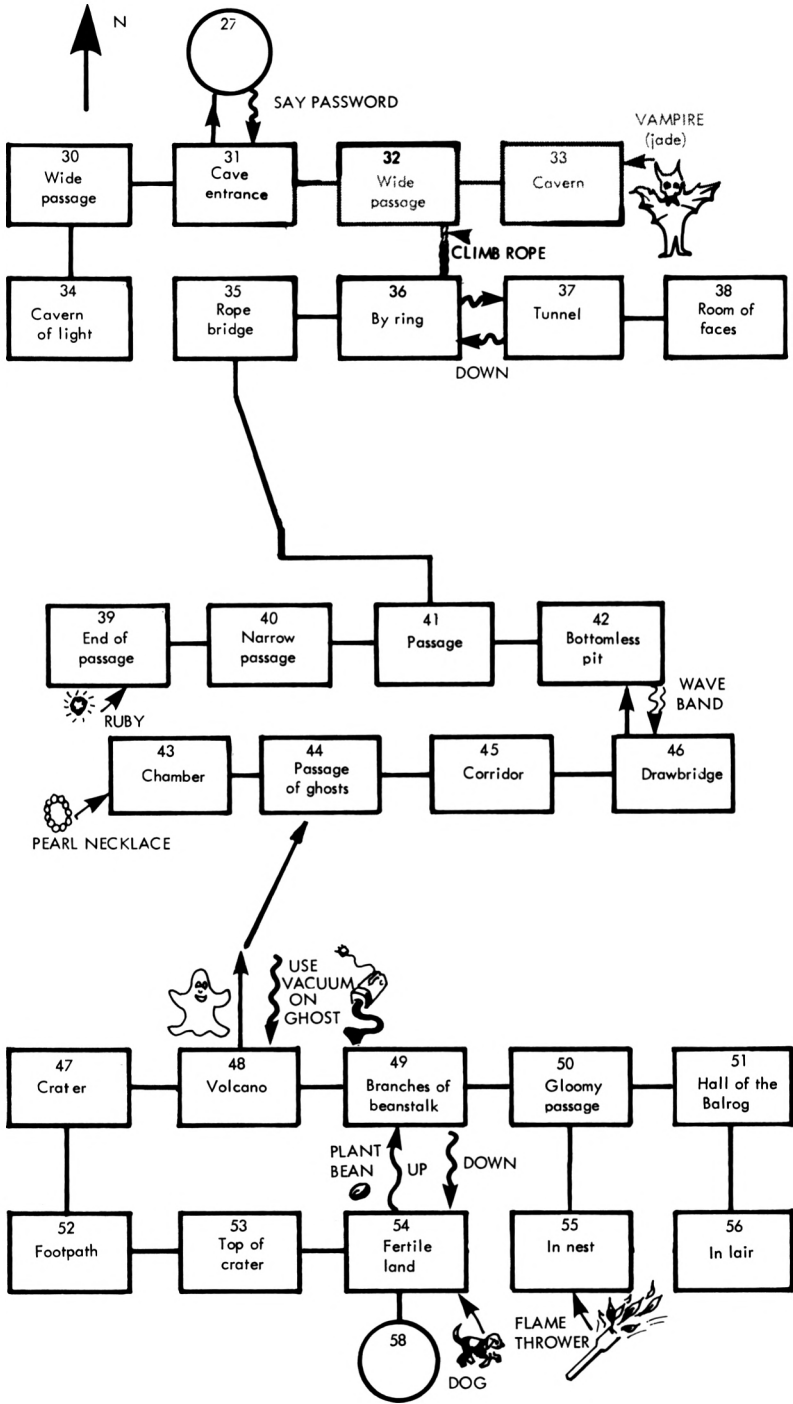 N
27
SAY PASSWORD
VAMPIRE
(jade)
30
Wide
passage
31
Cave
entrance
32
Wide
passage
33
Cavern
CLIMB ROPE
34
Cavern
of light
35
Rope
bridge
36
By ring
37
Tunnel
38
Room of
faces
DOWN
39
End of
passage
40
Narrow
passage
41
Passage
42
Bottomless
pit
RUBY
WAVE
BAND
43
Chamber
44
Passage
of ghosts
45
Corridor
46
Drawbridge
PEARL NECKLACE
USE
VACUUM
ON
GHOST
47
Crater
48
Volcano
49
Branches of
beanstalk
50
Gloomy
passage
51
Hall of the
Balrog
PLANT
BEAN
UP
DOWN
52
Footpath
53
Top of
crater
54
Fertile
land
55
In nest
56
In lair
58
DOG
FLAME
THROWER